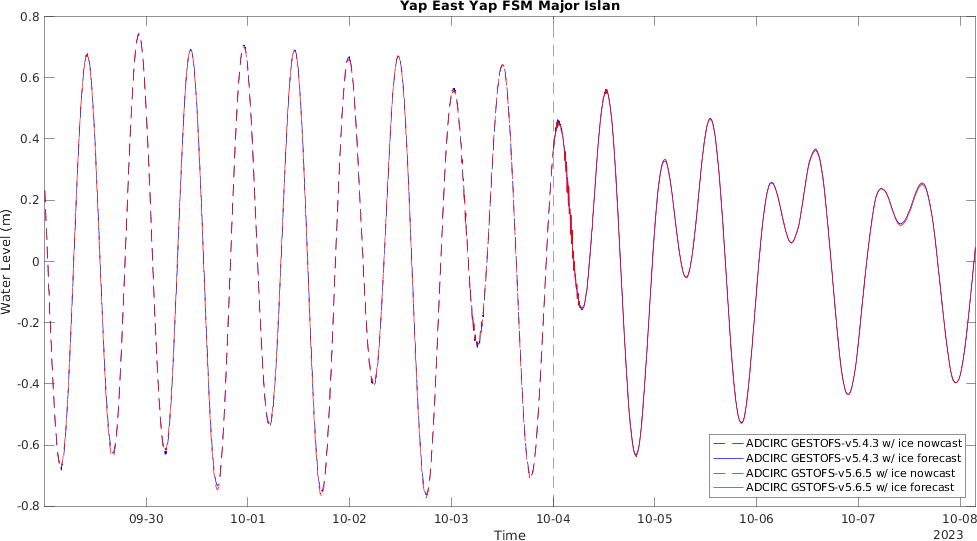 Yap East Yap FSM Major Islan
0.8
0.6
0.4
0.2
0
-0.2
-0.4
-0.6
-0.8
Water Level (m)
ADCIRC GESTOFS-v5.4.3 w/ ice nowcast
ADCIRC GESTOFS-v5.4.3 w/ ice forecast
ADCIRC GSTOFS-v5.6.5 w/ ice nowcast
ADCIRC GSTOFS-v5.6.5 w/ ice forecast
09-30 10-01 10-02 10-03 10-04 10-05 10-06 10-07 10-08
Time 2023